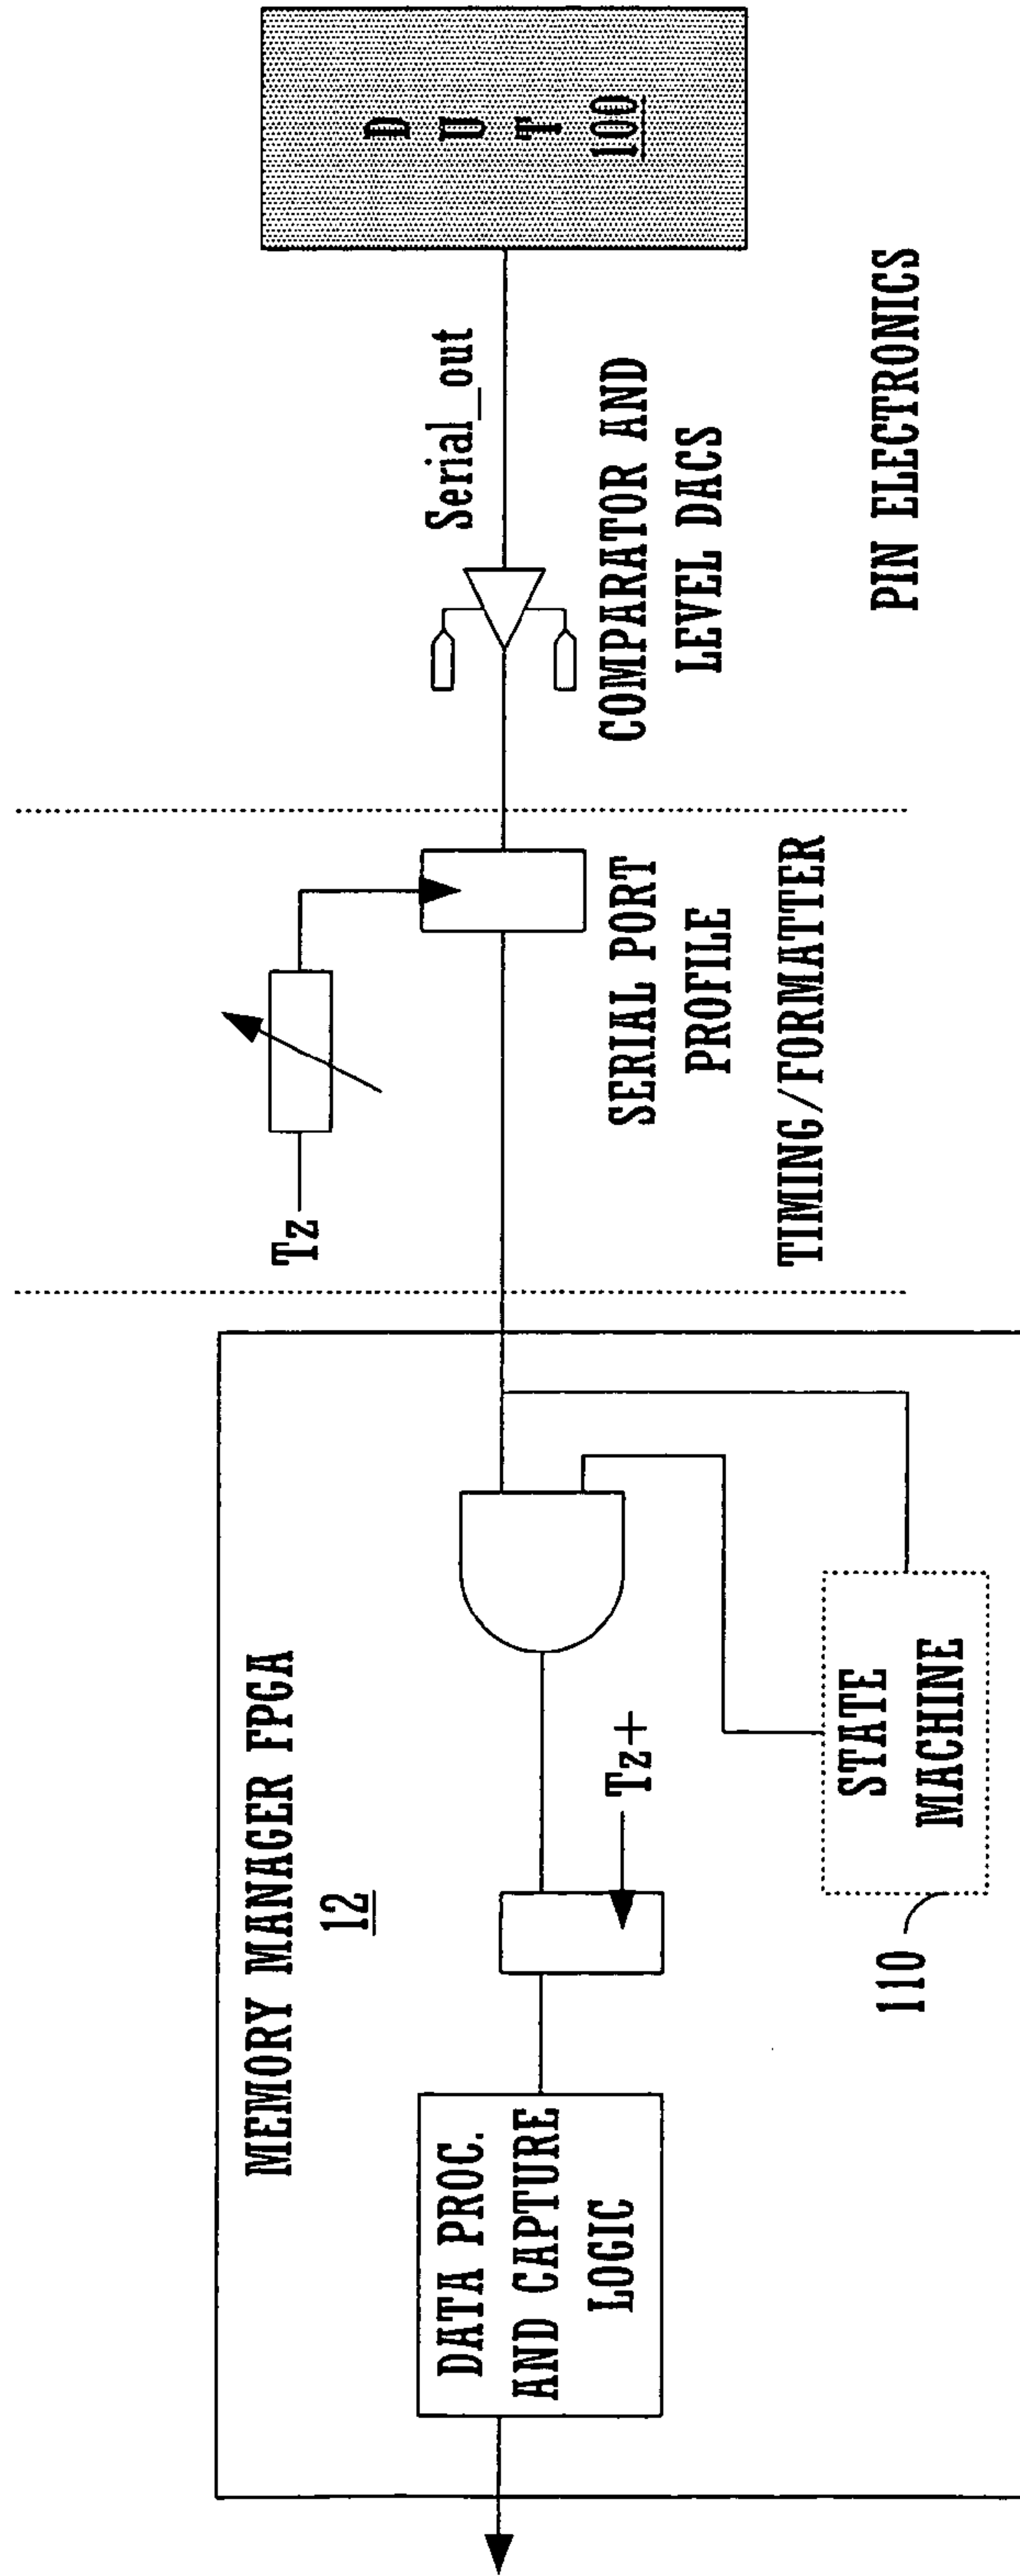 MEMORY MANAGER FPGA
12
DATA PROC.
AND CAPTURE
LOGIC
Tz+
STATE
MACHINE
110
Tz
SERIAL PORT
PROFILE
TIMING/FORMATTER
Serial_out
COMPARATOR AND
LEVEL DACS
PIN ELECTRONICS
D
U
T
100